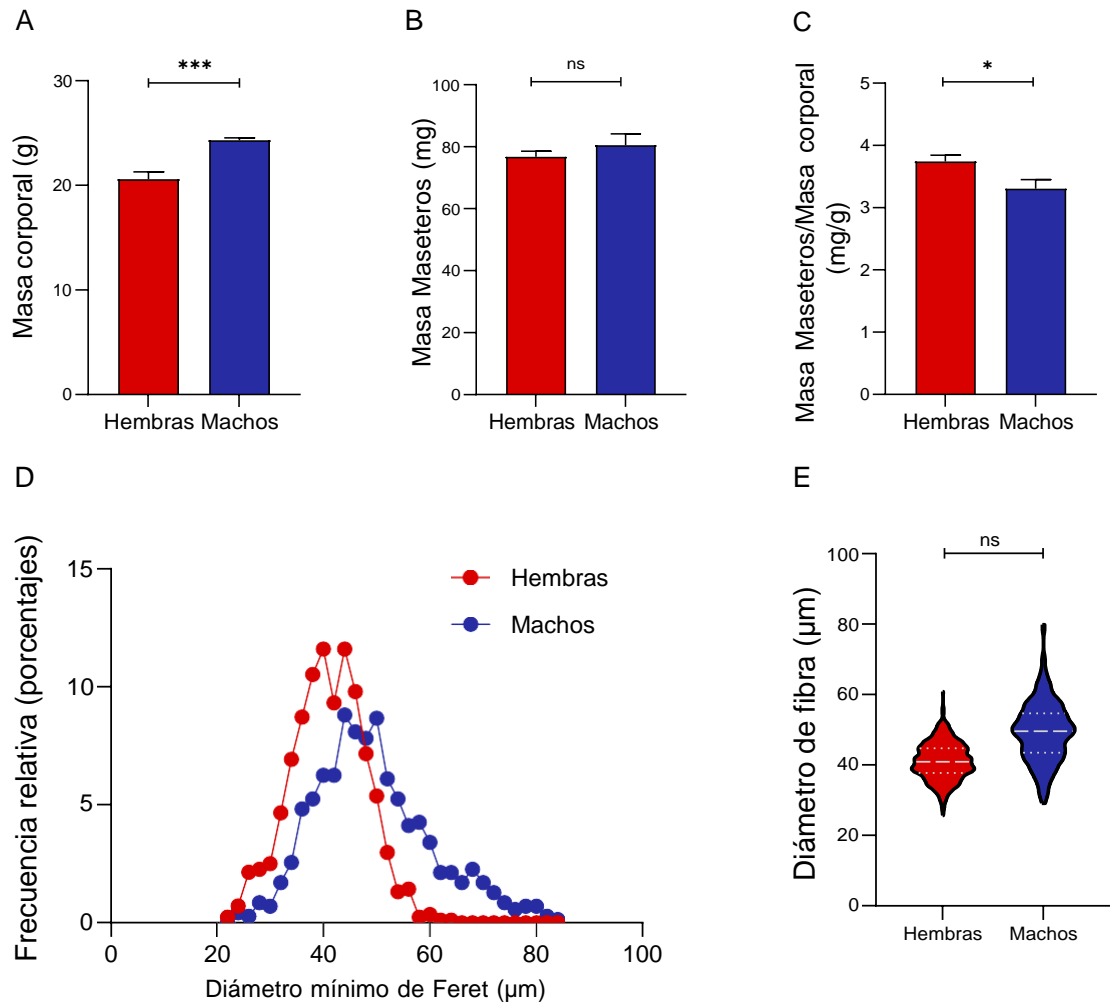 A
Masa corporal (g)
30
20
10
0
***
Hembras Machos
B
Masa Maseteros (mg)
100
80
60
40
20
0
ns
Hembras Machos
C
Masa Maseteros/Masa corporal
(mg/g)
5
4
3
2
1
0
*
Hembras Machos
D
Frecuencia relativa (porcentajes)
15
10
5
0
Hembras
Machos
0 20 40 60 80 100
Diámetro mínimo de Feret (μm)
E
Diámetro de fibra (μm)
100
80
60
40
20
0
ns
Hembras Machos